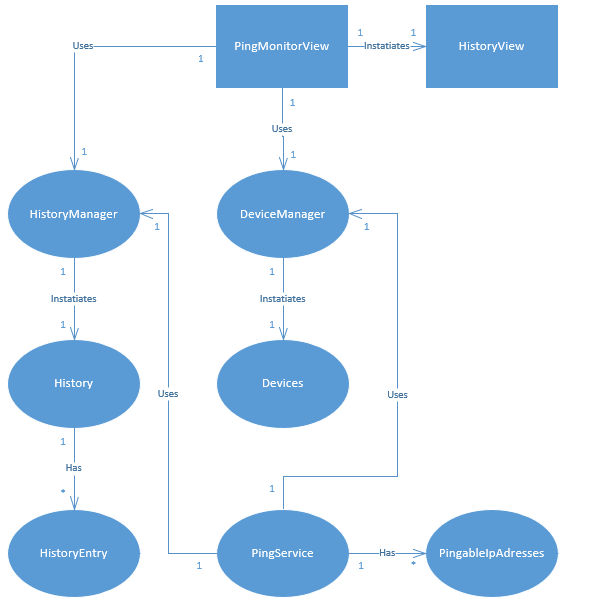 PingMonitorView
1
Instatiates
1
HistoryView
Uses
1
1
Uses
1
1
HistoryManager
1
DeviceManager
1
1
Instatiates
1
1
Instatiates
1
History
Devices
Uses
Uses
1
Has
*
1
HistoryEntry
1
PingService
1
Has
*
PingableIpAdresses